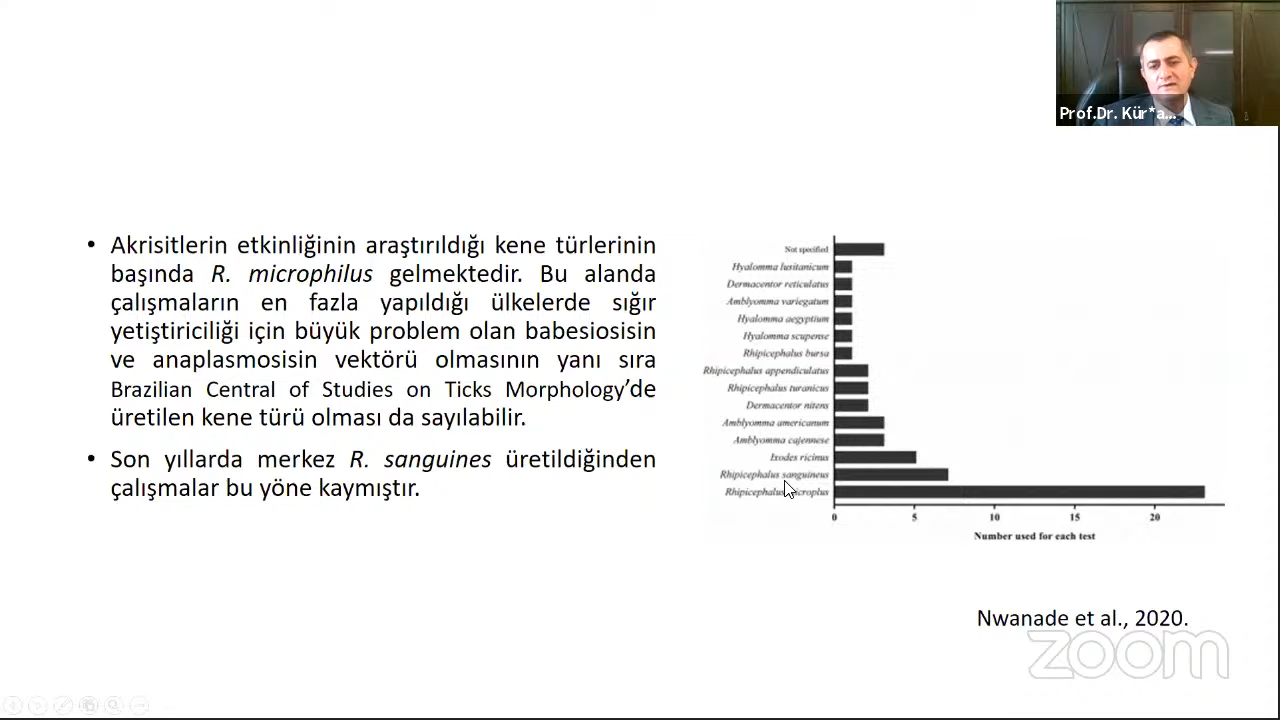 Prof.Dr. Kür*a...
• Akrisitlerin etkinliğinin araştırıldığı kene türlerinin
başında R. microphilus gelmektedir. Bu alanda
çalışmaların en fazla yapıldığı ülkelerde sığır
yetiştiriciliği için büyük problem olan babesiosisin
ve anaplasmosisin vektörü olmasının yanı sıra
Brazilian Central of Studies on Ticks Morphology’de
üretilen kene türü olması da sayılabilir.
• Son yıllarda merkez R. sanguines üretildiğinden
çalışmalar bu yöne kaymıştır.
Not specified
Hyalomma lusitanicum
Dermacentor reticulatus
Amblyomma variegatum
Hyalomma aegyptium
Hyalomma scupense
Rhipicephalus bursa
Rhipicephalus appendiculatus
Rhipicephalus turanicus
Dermacentor nitens
Amblyomma americanum
Amblyomma cajennese
Ixodes ricinus
Rhipicephalus sanguineus
0 5 10 15 20
Number used for each test
Nwanade et al., 2020.
zoom